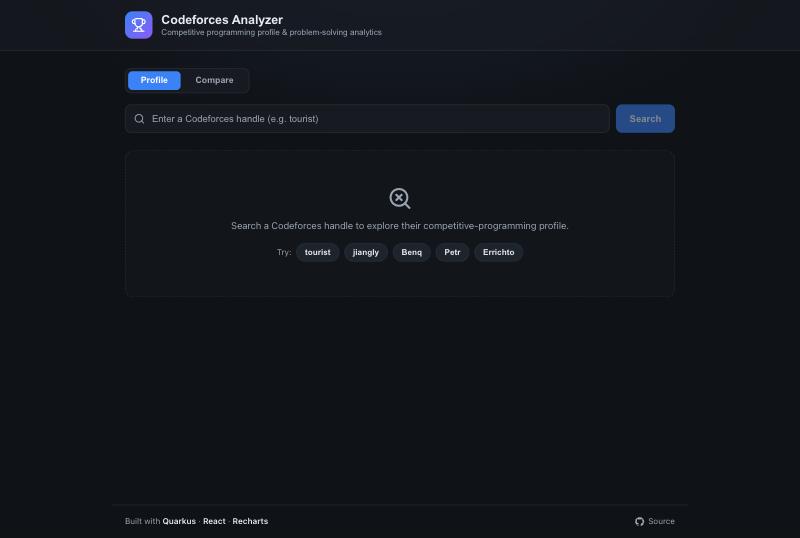 Codeforces Analyzer
Competitive programming profile & problem-solving analytics
Profile Compare
Enter a Codeforces handle (e.g. tourist) Search
Search a Codeforces handle to explore their competitive-programming profile.
Try: tourist jiangly Benq Petr Errichto
Built with Quarkus · React · Recharts Source